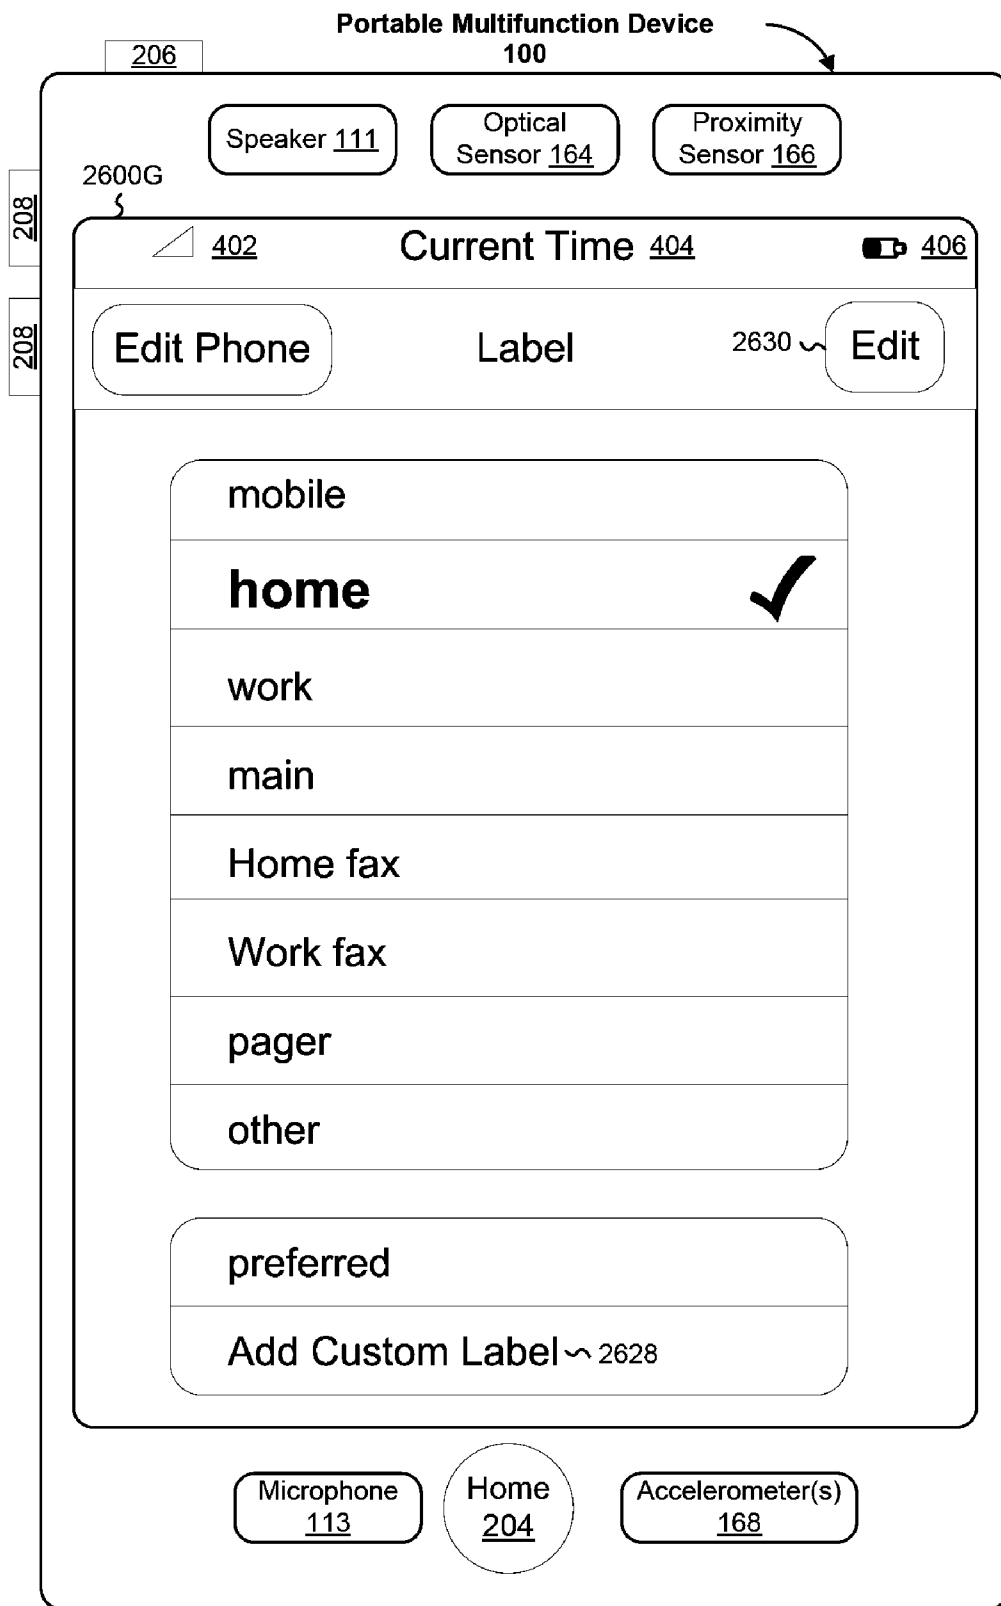 Portable Multifunction Device
100
206
Speaker 111
Optical
Sensor 164
Proximity
Sensor 166
2600G
208
208
402
Current Time 404
406
Edit Phone
Label
2630
Edit
mobile
home
work
main
Home fax
Work fax
pager
other
preferred
Add Custom Label 2628
Microphone
113
Home
204
Accelerometer(s)
168